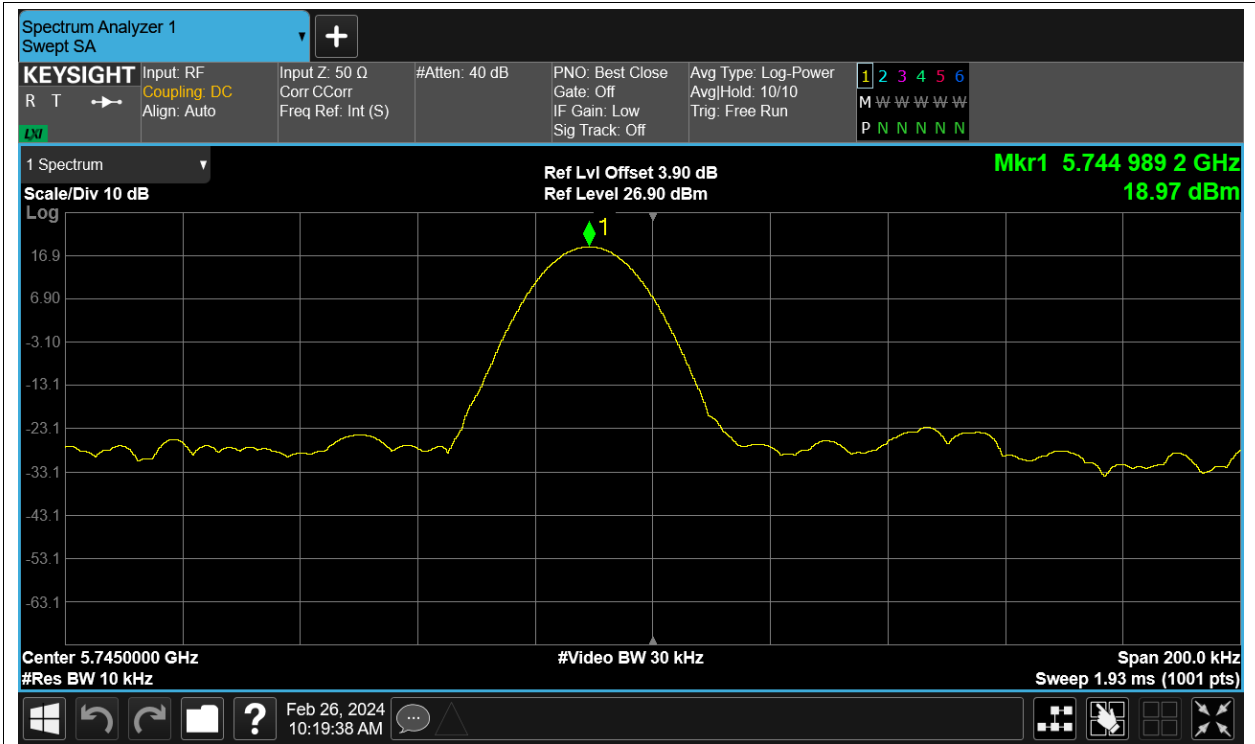 Spectrum Analyzer 1
Swept SA
KEYSIGHT
R T
LXI
Input: RF
Coupling: DC
Align: Auto
Input Z: 50 Ω
Corr CCorr
Freq Ref: Int (S)
#Atten: 40 dB
PNO: Best Close
Gate: Off
IF Gain: Low
Sig Track: Off
Avg Type: Log-Power
Avg|Hold: 10/10
Trig: Free Run
1 2 3 4 5 6
M W W W W W
P N N N N N
1 Spectrum
Scale/Div 10 dB
Log
Ref Lvl Offset 3.90 dB
Ref Level 26.90 dBm
Mkr1 5.744 989 2 GHz
18.97 dBm
1
16.9
6.90
-3.10
-13.1
-23.1
-33.1
-43.1
-53.1
-63.1
Center 5.7450000 GHz
#Res BW 10 kHz
#Video BW 30 kHz
Span 200.0 kHz
Sweep 1.93 ms (1001 pts)
?
Feb 26, 2024
10:19:38 AM